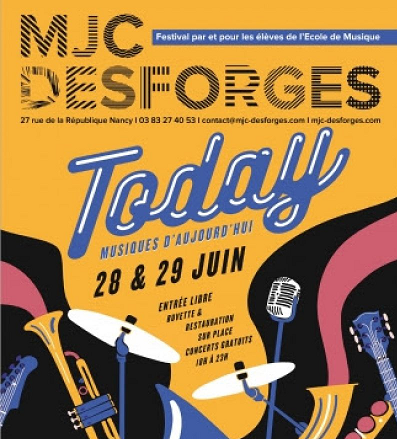 MJC
Festival par et pour les élèves de l'Ecole de Musique
DESFORGES
27 rue de la République Nancy I 03 83 27 40 53 I contact@mjc-desforges.com I mjc-desforges.com
Today
MUSIQUES D'AUJOURD'HUI
28 & 29 JUIN
ENTRÉE LIBRE
BUVETTE &
RESTAURATION
SUR PLACE
CONCERTS GRATUITS
18H À 23H